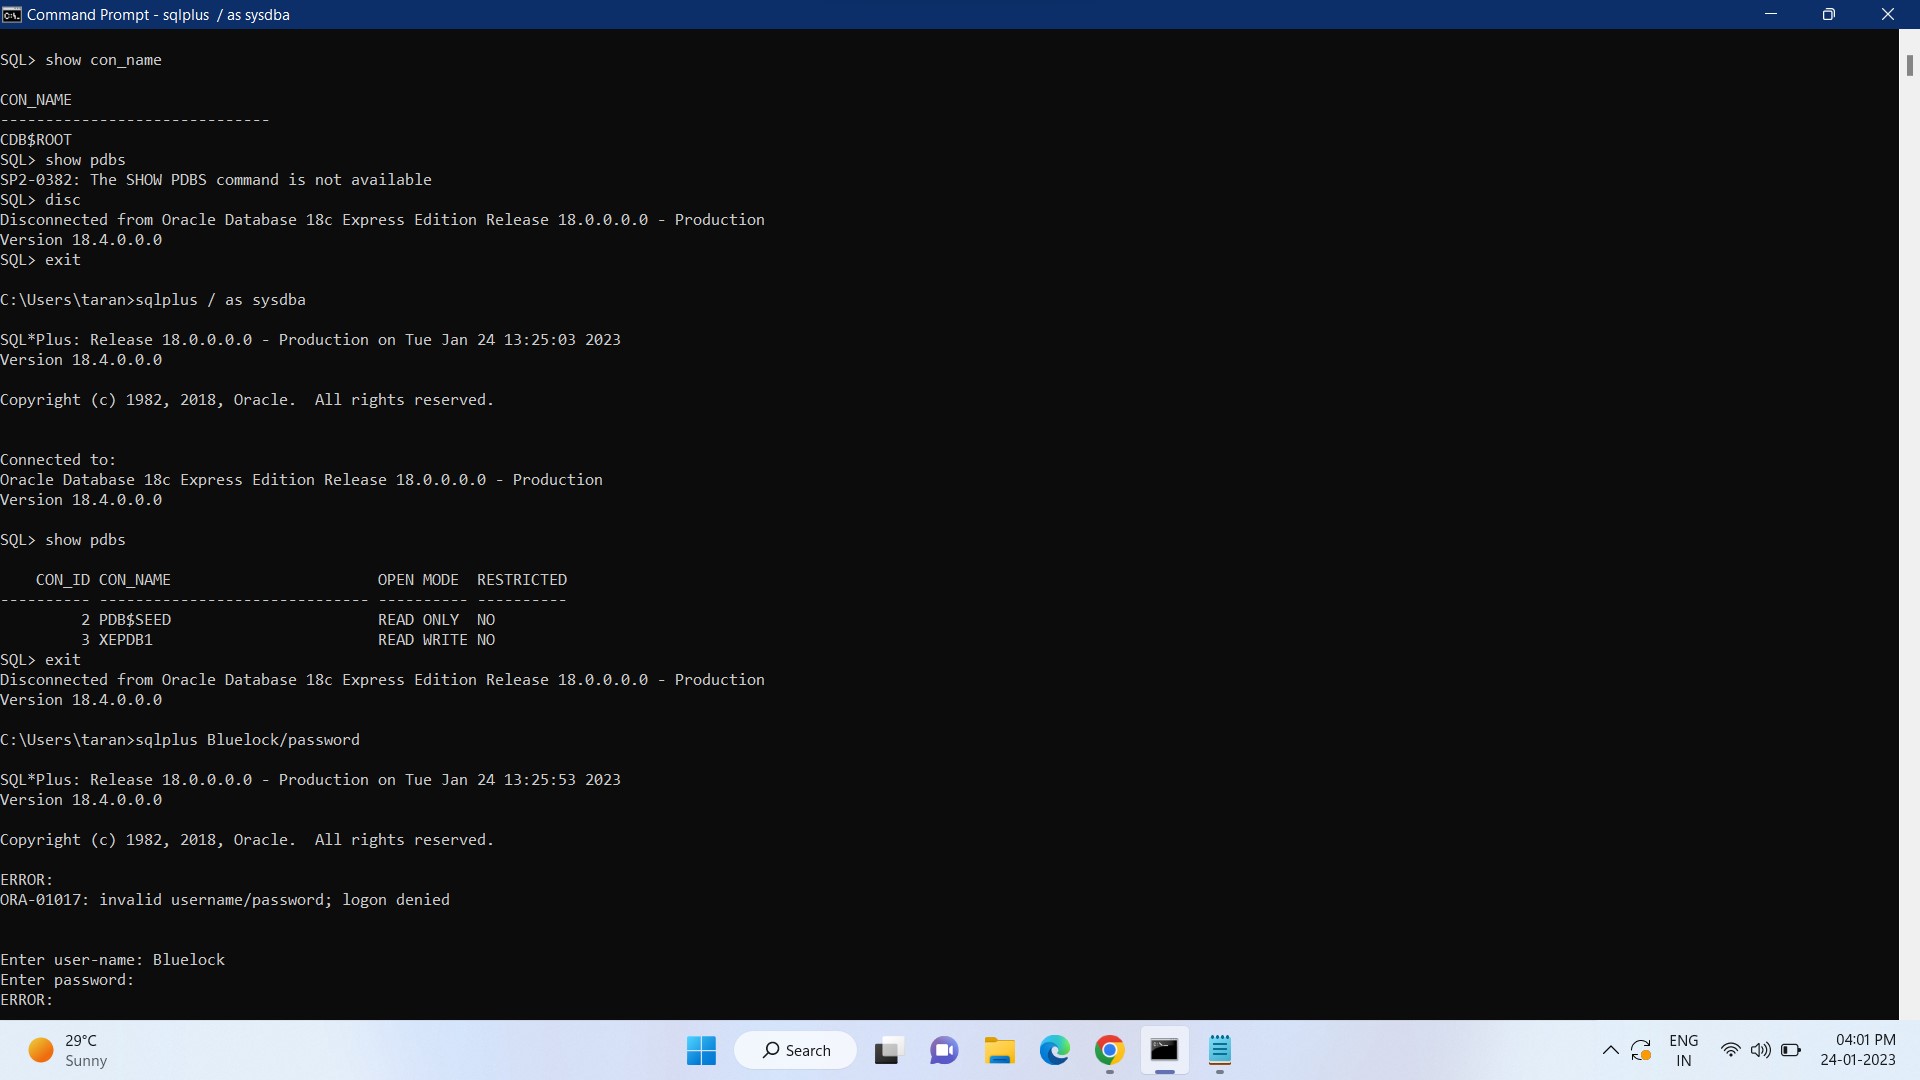 Command Prompt - sqlplus  / as sysdba
SQL> show con_name
CON_NAME
------------------------------
CDB$ROOT
SQL> show pdbs
SP2-0382: The SHOW PDBS command is not available
SQL> disc
Disconnected from Oracle Database 18c Express Edition Release 18.0.0.0.0 - Production
Version 18.4.0.0.0
SQL> exit
C:\Users\taran>sqlplus / as sysdba
SQL*Plus: Release 18.0.0.0.0 - Production on Tue Jan 24 13:25:03 2023
Version 18.4.0.0.0
Copyright (c) 1982, 2018, Oracle.  All rights reserved.
Connected to:
Oracle Database 18c Express Edition Release 18.0.0.0.0 - Production
Version 18.4.0.0.0
SQL> show pdbs
    CON_ID CON_NAME                       OPEN MODE  RESTRICTED
---------- ------------------------------ ---------- ----------
         2 PDB$SEED                       READ ONLY  NO
         3 XEPDB1                         READ WRITE NO
SQL> exit
Disconnected from Oracle Database 18c Express Edition Release 18.0.0.0.0 - Production
Version 18.4.0.0.0
C:\Users\taran>sqlplus Bluelock/password
SQL*Plus: Release 18.0.0.0.0 - Production on Tue Jan 24 13:25:53 2023
Version 18.4.0.0.0
Copyright (c) 1982, 2018, Oracle.  All rights reserved.
ERROR:
ORA-01017: invalid username/password; logon denied
Enter user-name: Bluelock
Enter password:
ERROR:
29°C
Sunny
Search
ENG
IN
04:01 PM
24-01-2023